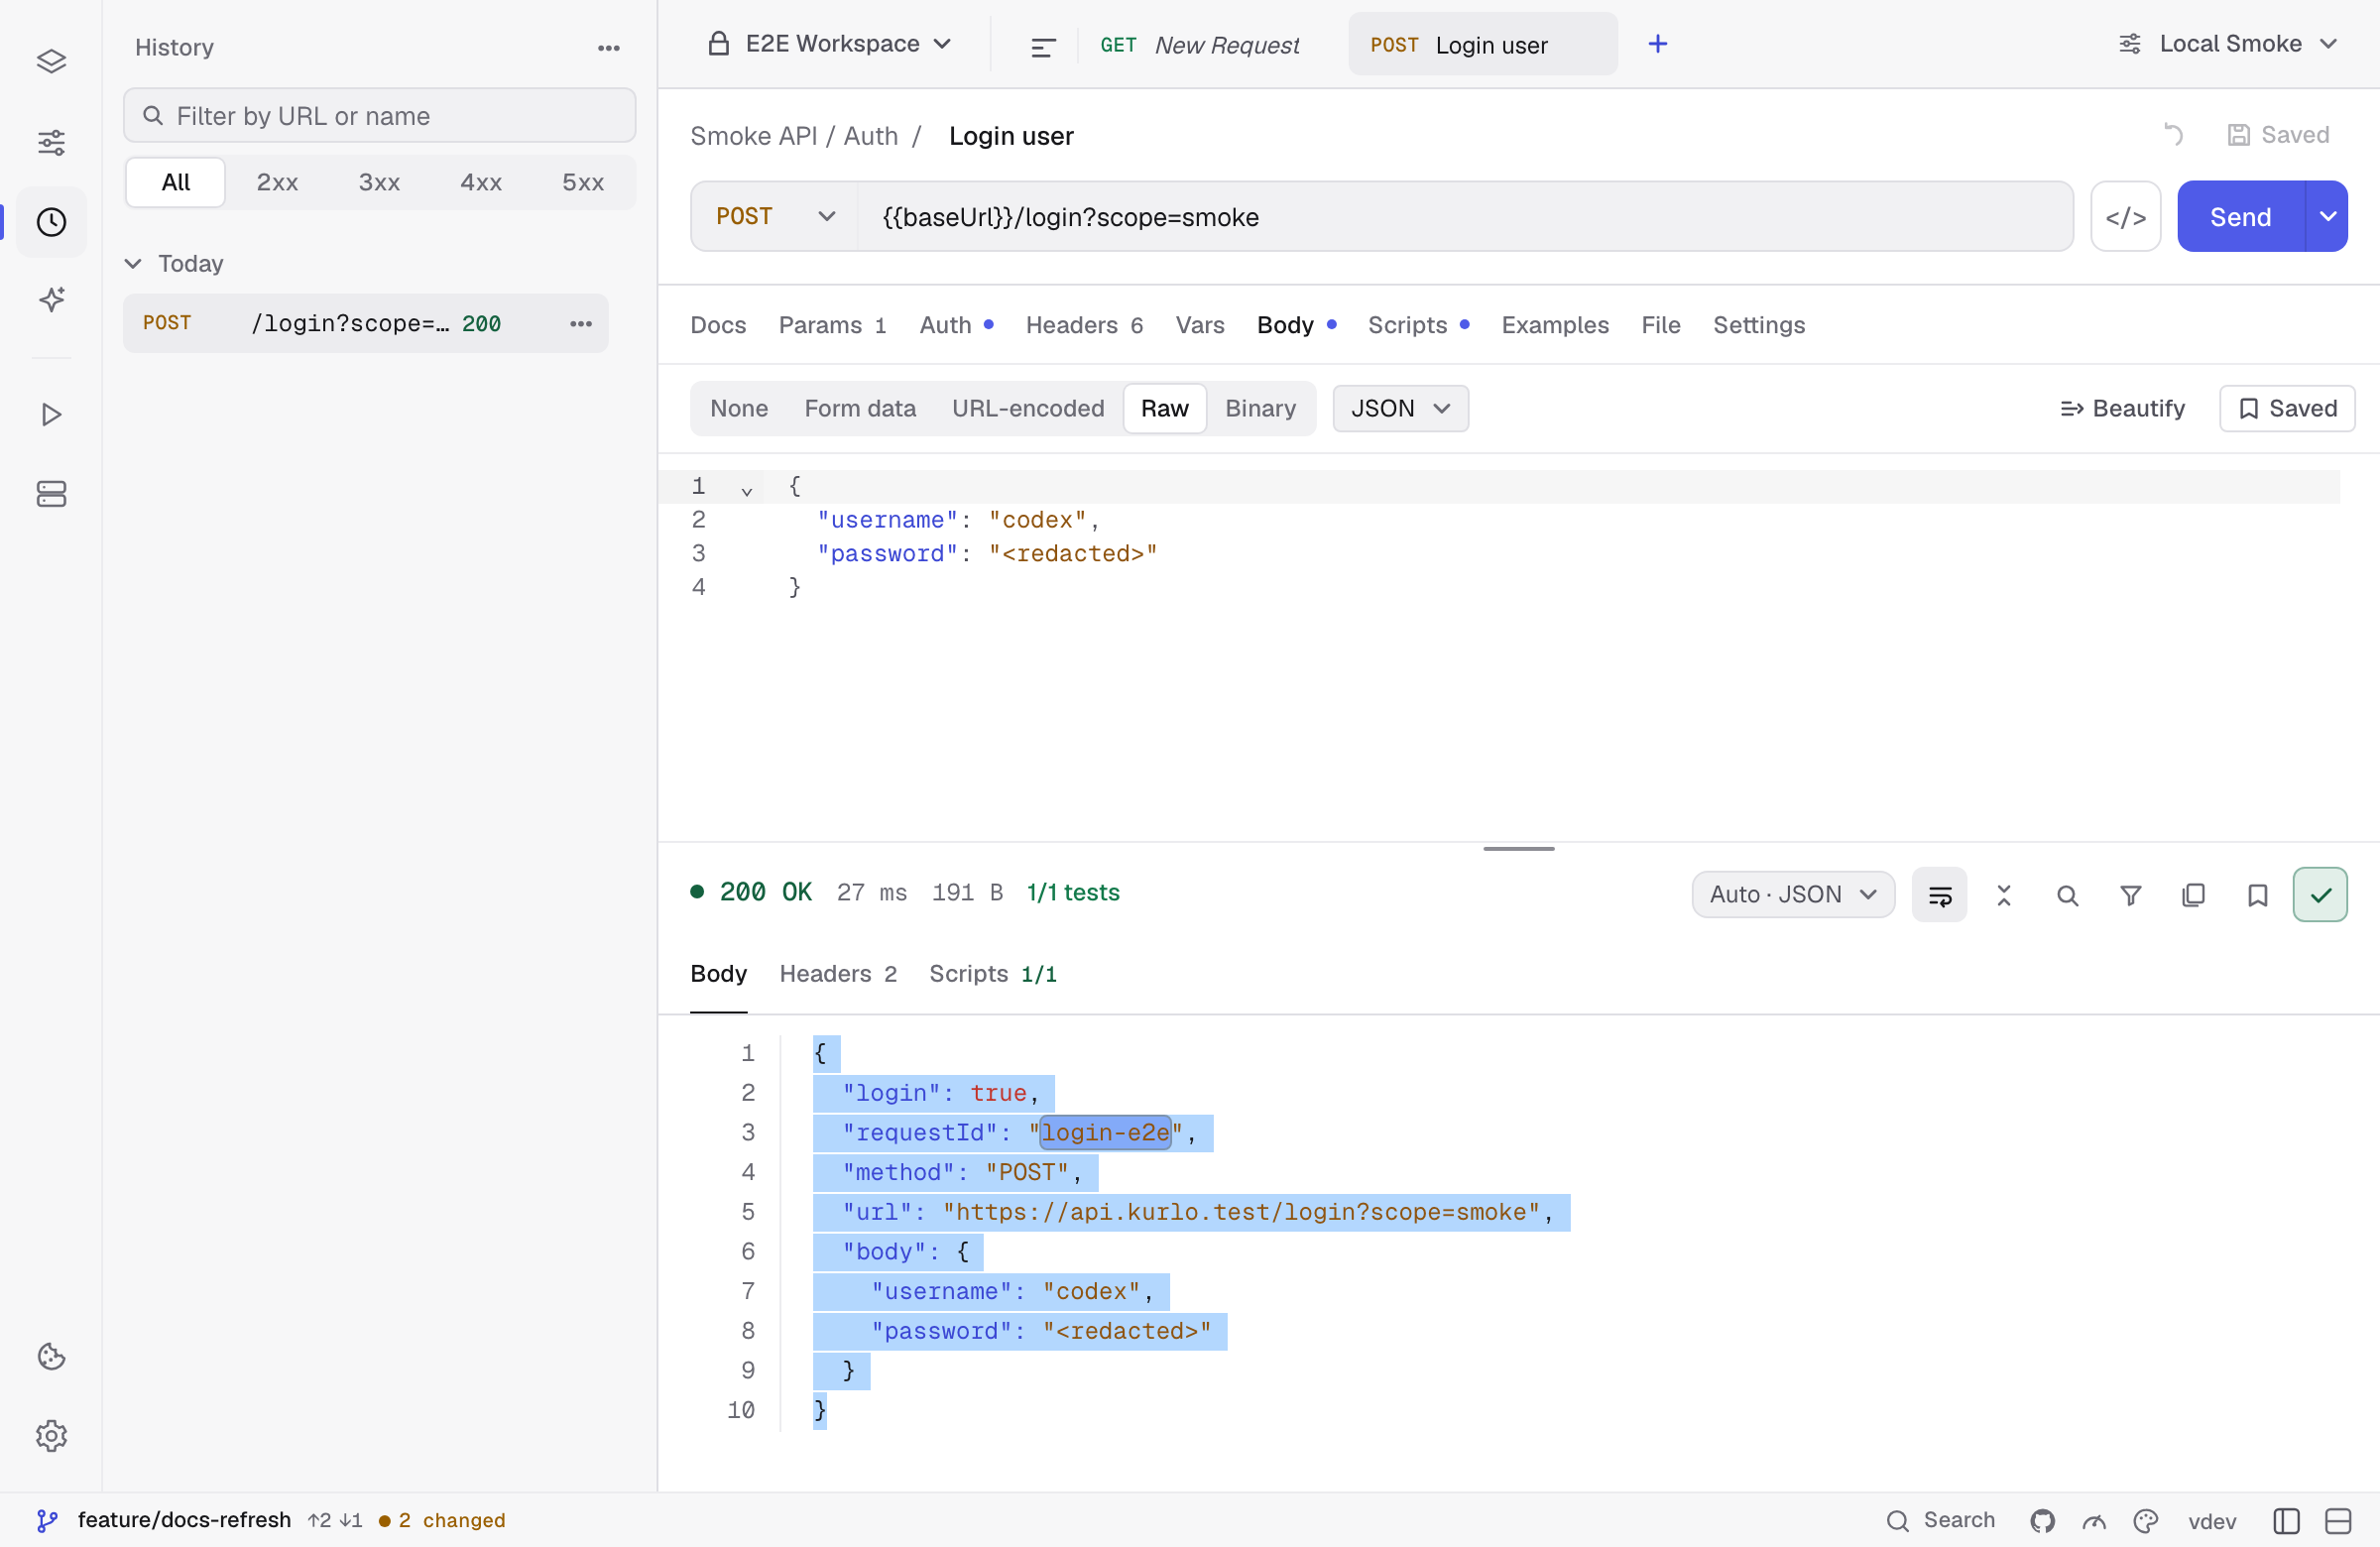 History
Filter by URL or name
All 2xx 3xx 4xx 5xx
Today
POST /login?scope=… 200
E2E Workspace
GET New Request
POST Login user
Local Smoke
Smoke API / Auth / Login user
Saved
POST {{baseUrl}}/login?scope=smoke
</> Send
Docs Params 1 Auth Headers 6 Vars Body Scripts Examples File Settings
None Form data URL-encoded Raw Binary JSON Beautify Saved
1 {
2 "username": "codex",
3 "password": "<redacted>"
4 }
200 OK 27 ms 191 B 1/1 tests
Auto · JSON
Body Headers 2 Scripts 1/1
1 {
2 "login": true,
3 "requestId": "login-e2e",
4 "method": "POST",
5 "url": "https://api.kurlo.test/login?scope=smoke",
6 "body": {
7 "username": "codex",
8 "password": "<redacted>"
9 }
10 }
feature/docs-refresh ↑2 ↓1 2 changed
Search vdev